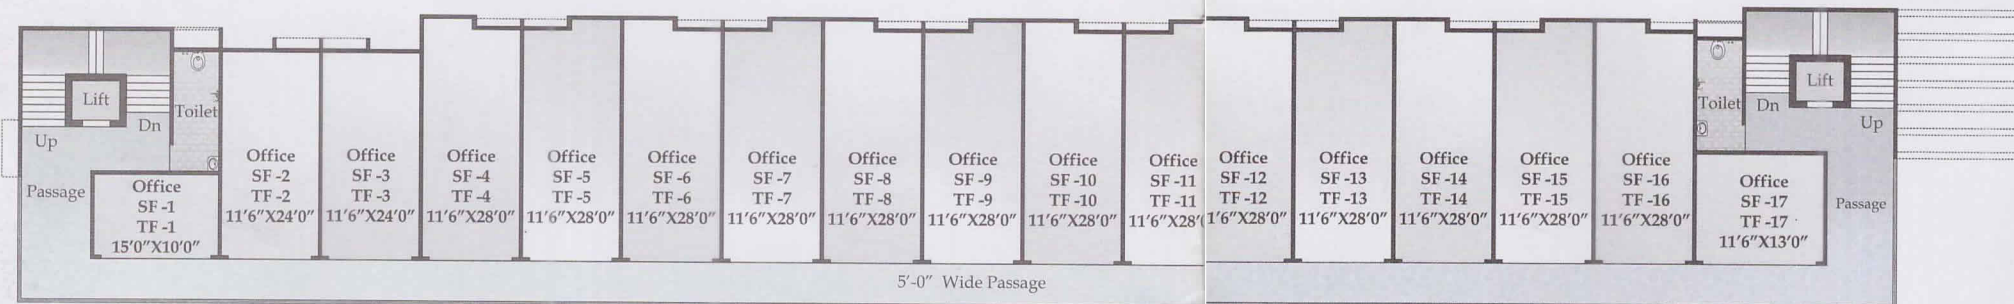 Lift
Up
Dn
Toilet
Passage
Office
SF -1
TF -1
15'0"X10'0"
Office
SF -2
TF -2
11'6"X24'0"
Office
SF -3
TF -3
11'6"X24'0"
Office
SF -4
TF -4
11'6"X28'0"
Office
SF -5
TF -5
11'6"X28'0"
Office
SF -6
TF -6
11'6"X28'0"
Office
SF -7
TF -7
11'6"X28'0"
Office
SF -8
TF -8
11'6"X28'0"
Office
SF -9
TF -9
11'6"X28'0"
Office
SF -10
TF -10
11'6"X28'0"
Office
SF -11
TF -11
11'6"X28'0
Office
SF -12
TF -12
1'6"X28'0"
Office
SF -13
TF -13
11'6"X28'0"
Office
SF -14
TF -14
11'6"X28'0"
Office
SF -15
TF -15
11'6"X28'0"
Office
SF -16
TF -16
11'6"X28'0"
Office
SF -17
TF -17
11'6"X13'0"
Toilet
Lift
Dn
Up
Passage
5'-0" Wide Passage